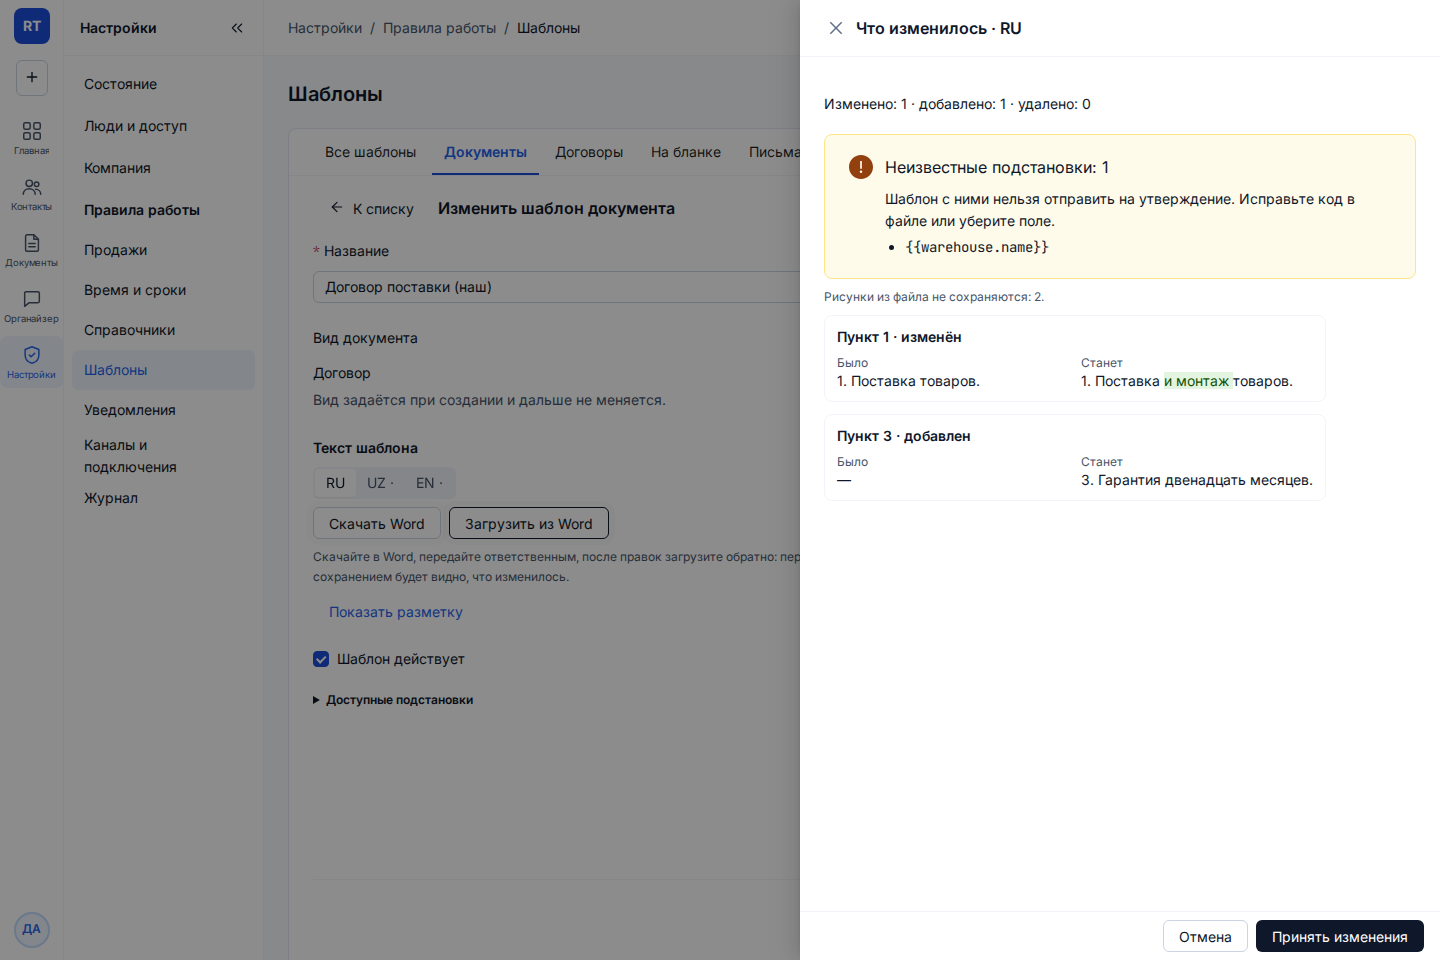 RT
Настройки
Настройки / Правила работы / Шаблоны
Что изменилось · RU
Главная
Контакты
Документы
Органайзер
Настройки
ДА
Состояние
Люди и доступ
Компания
Правила работы
Продажи
Время и сроки
Справочники
Шаблоны
Уведомления
Каналы и
подключения
Журнал
Шаблоны
Все шаблоны Документы Договоры На бланке Письма
К списку Изменить шаблон документа
* Название
Договор поставки (наш)
Вид документа
Договор
Вид задаётся при создании и дальше не меняется.
Текст шаблона
RU UZ · EN ·
Скачать Word Загрузить из Word
Скачайте в Word, передайте ответственным, после правок загрузите обратно: пер
сохранением будет видно, что изменилось.
Показать разметку
Шаблон действует
Доступные подстановки
Изменено: 1 · добавлено: 1 · удалено: 0
Неизвестные подстановки: 1
Шаблон с ними нельзя отправить на утверждение. Исправьте код в
файле или уберите поле.
• {{warehouse.name}}
Рисунки из файла не сохраняются: 2.
Пункт 1 · изменён
Было Станет
1. Поставка товаров. 1. Поставка и монтаж товаров.
Пункт 3 · добавлен
Было Станет
— 3. Гарантия двенадцать месяцев.
Отмена Принять изменения